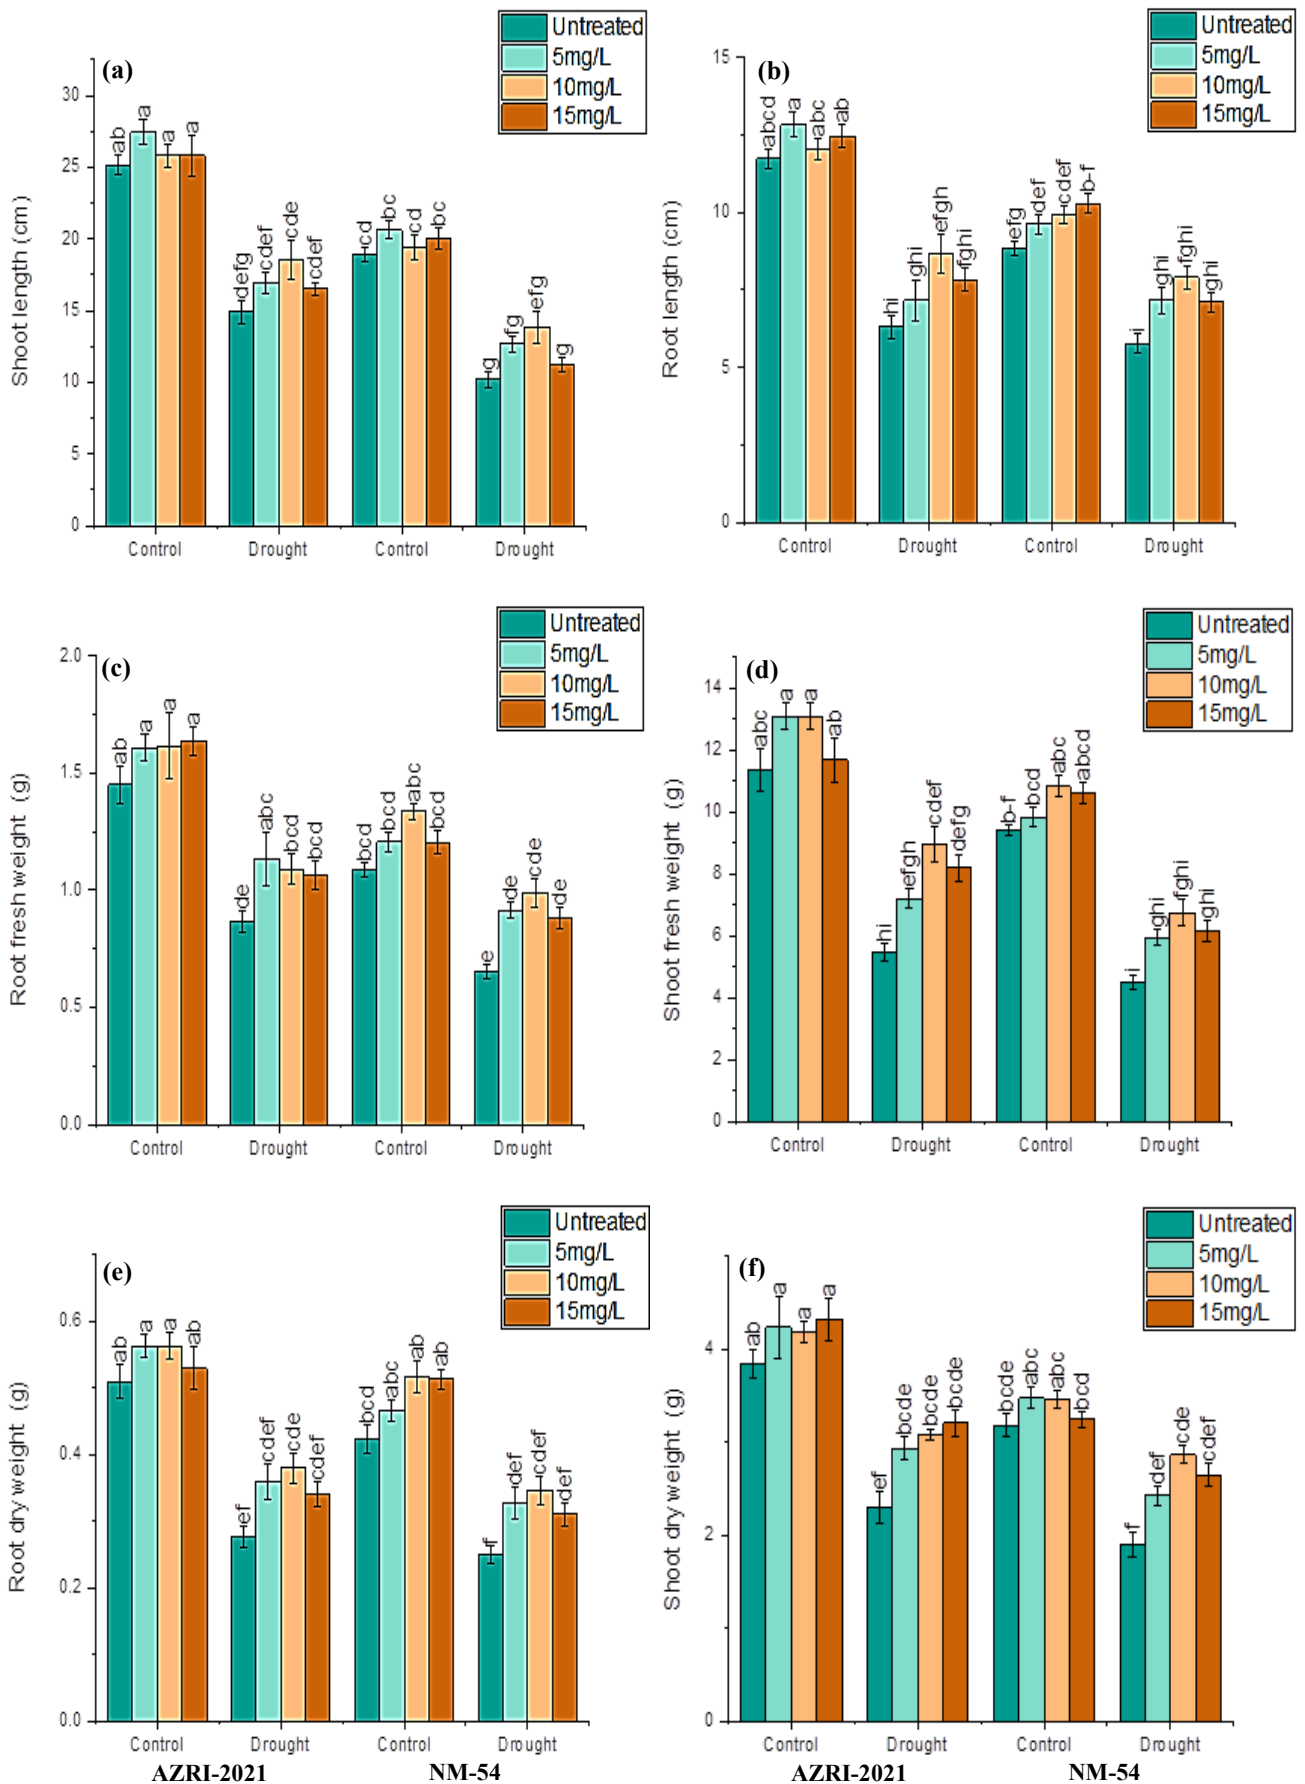 (a)
Untreated
5mg/L
10mg/L
15mg/L
Shoot length (cm)
30
25
20
15
10
5
0
ab
a
a
a
defg
cdef
cde
cdef
cd
bc
cd
bc
g
fg
efg
g
Control
Drought
Control
Drought
(b)
Untreated
5mg/L
10mg/L
15mg/L
Root length (cm)
15
10
5
0
abcd
a
abc
ab
hi
ghi
efgh
fghi
efg
def
cdef
b-f
i
ghi
fghi
ghi
Control
Drought
Control
Drought
(c)
Untreated
5mg/L
10mg/L
15mg/L
Root fresh weight (g)
2.0
1.5
1.0
0.5
0.0
ab
a
a
a
de
abc
bcd
bcd
bcd
bcd
abc
bcd
e
de
cde
de
Control
Drought
Control
Drought
(d)
Untreated
5mg/L
10mg/L
15mg/L
Shoot fresh weight (g)
14
12
10
8
6
4
2
0
abc
a
a
ab
hi
efgh
cdef
defg
b-f
bcd
abc
abcd
i
ghi
fghi
ghi
Control
Drought
Control
Drought
(e)
Untreated
5mg/L
10mg/L
15mg/L
Root dry weight (g)
0.6
0.4
0.2
0.0
ab
a
a
ab
ef
cdef
cde
cdef
bcd
abc
ab
ab
f
def
cdef
def
Control
Drought
Control
Drought
AZRI-2021
NM-54
(f)
Untreated
5mg/L
10mg/L
15mg/L
Shoot dry weight (g)
4
2
0
ab
a
a
a
ef
bcde
bcde
bcde
bcde
abc
abc
bcd
f
def
cde
cdef
Control
Drought
Control
Drought
AZRI-2021
NM-54